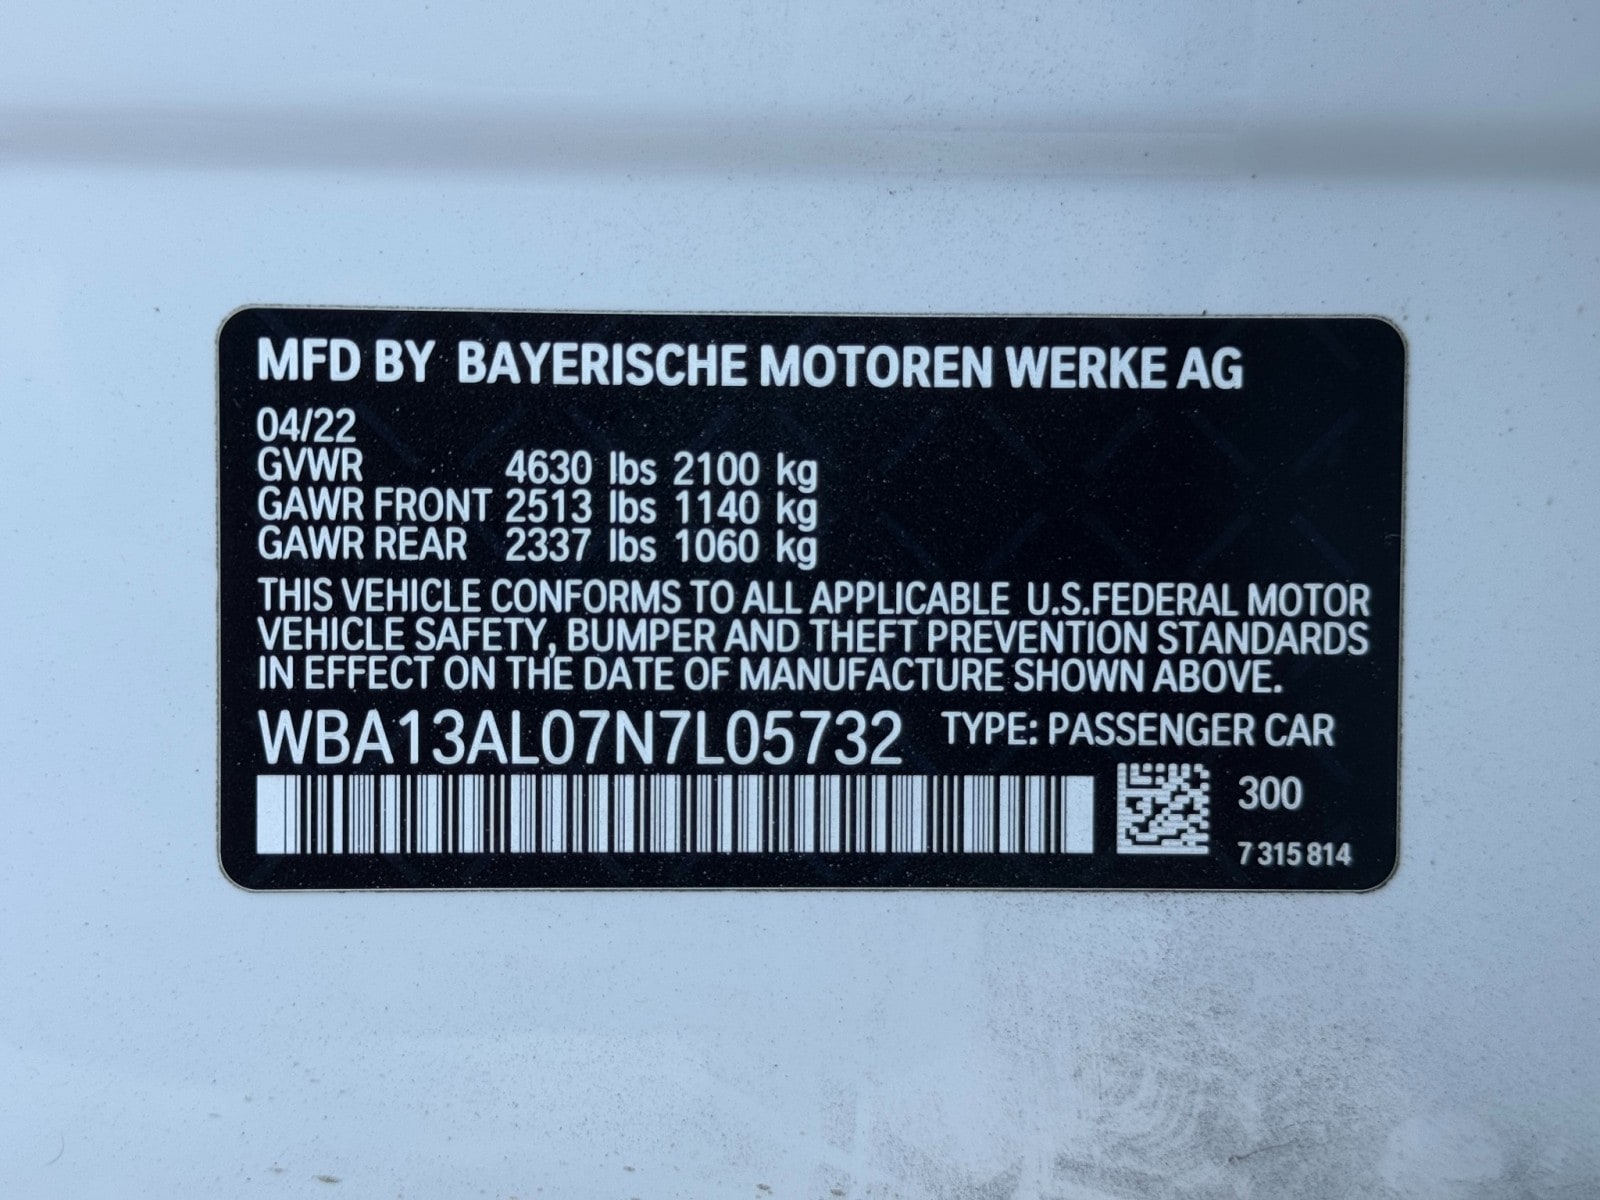 MFD BY BAYERISCHE MOTOREN WERKE AG
04/22
GVWR 4630 lbs 2100 kg
GAWR FRONT 2513 lbs 1140 kg
GAWR REAR 2337 lbs 1060 kg
THIS VEHICLE CONFORMS TO ALL APPLICABLE U.S.FEDERAL MOTOR
VEHICLE SAFETY, BUMPER AND THEFT PREVENTION STANDARDS
IN EFFECT ON THE DATE OF MANUFACTURE SHOWN ABOVE.
WBA13AL07N7L05732 TYPE: PASSENGER CAR
300
7 315 814